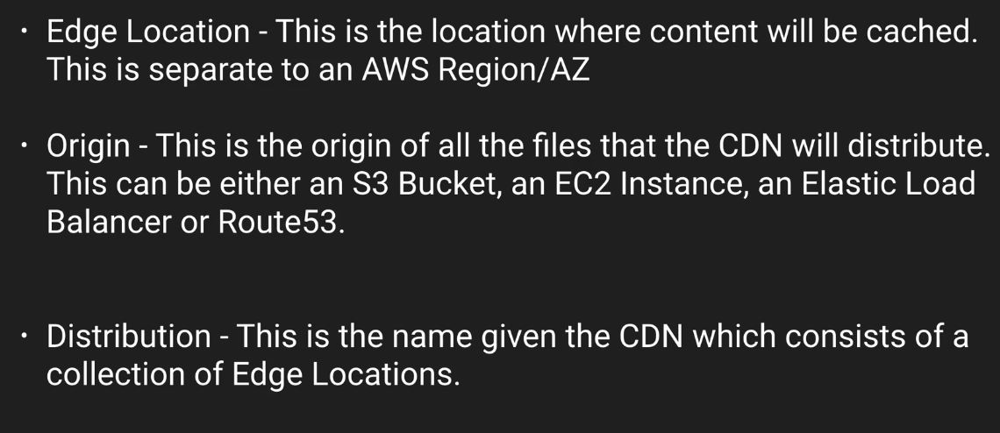 • Edge Location - This is the location where content will be cached.
This is separate to an AWS Region/AZ
• Origin - This is the origin of all the files that the CDN will distribute.
This can be either an S3 Bucket, an EC2 Instance, an Elastic Load
Balancer or Route53.
• Distribution - This is the name given the CDN which consists of a
collection of Edge Locations.